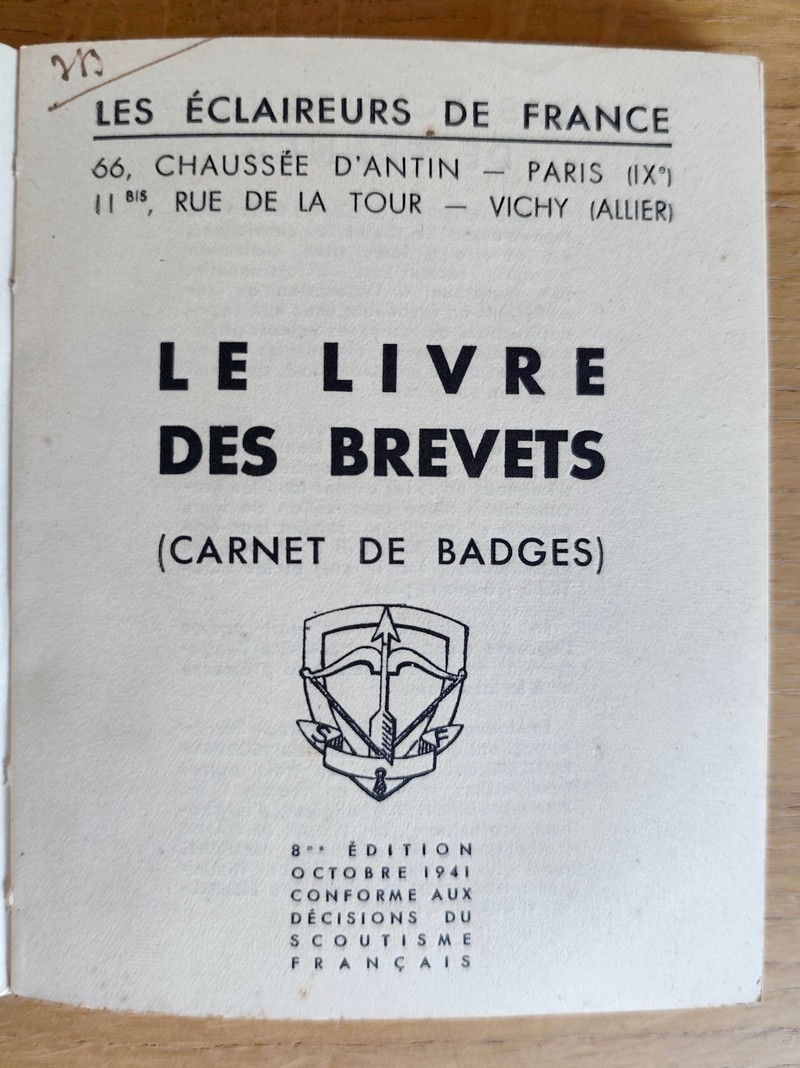 LES ÉCLAIREURS DE FRANCE
66, CHAUSSÉE D'ANTIN — PARIS (IXe)
11 BIS, RUE DE LA TOUR — VICHY (ALLIER)
LE LIVRE
DES BREVETS
(CARNET DE BADGES)
S F
8me ÉDITION
OCTOBRE 1941
CONFORME AUX
DÉCISIONS DU
SCOUTISME
FRANÇAIS